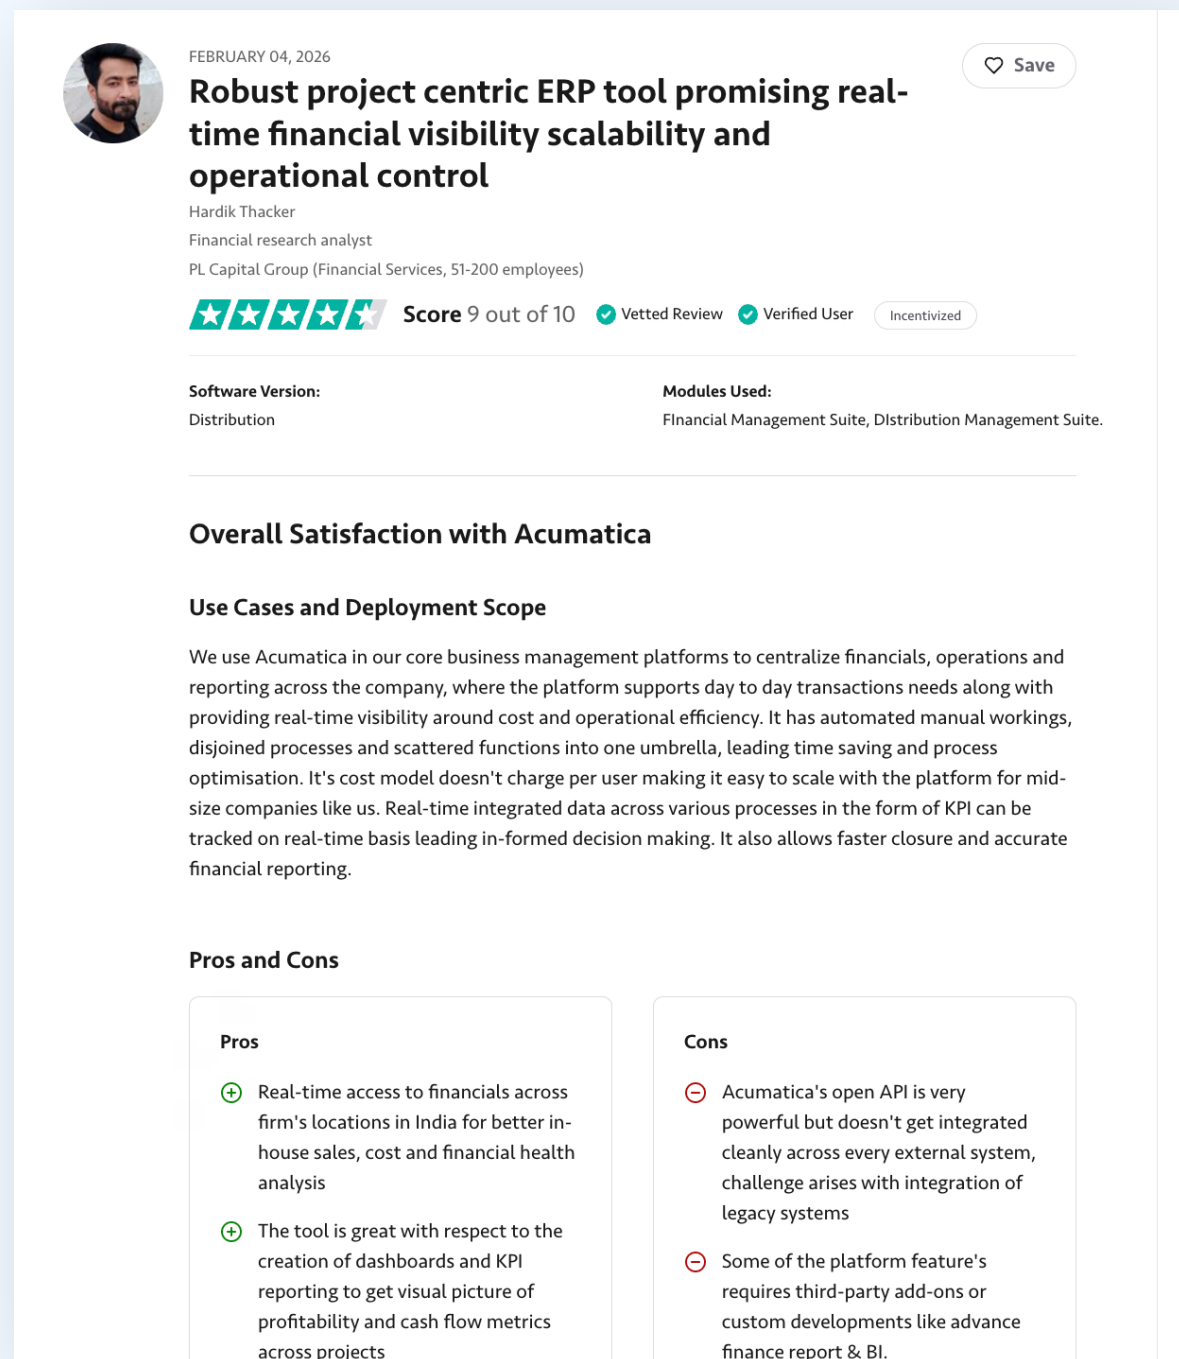 FEBRUARY 04, 2026
Save
Robust project centric ERP tool promising real-
time financial visibility scalability and
operational control
Hardik Thacker
Financial research analyst
PL Capital Group (Financial Services, 51-200 employees)
Score 9 out of 10
Vetted Review
Verified User
Incentivized
Software Version:
Distribution
Modules Used:
FInancial Management Suite, DIstribution Management Suite.
Overall Satisfaction with Acumatica
Use Cases and Deployment Scope
We use Acumatica in our core business management platforms to centralize financials, operations and
reporting across the company, where the platform supports day to day transactions needs along with
providing real-time visibility around cost and operational efficiency. It has automated manual workings,
disjoined processes and scattered functions into one umbrella, leading time saving and process
optimisation. It's cost model doesn't charge per user making it easy to scale with the platform for mid-
size companies like us. Real-time integrated data across various processes in the form of KPI can be
tracked on real-time basis leading in-formed decision making. It also allows faster closure and accurate
financial reporting.
Pros and Cons
Pros
Real-time access to financials across
firm's locations in India for better in-
house sales, cost and financial health
analysis
The tool is great with respect to the
creation of dashboards and KPI
reporting to get visual picture of
profitability and cash flow metrics
across projects
Cons
Acumatica's open API is very
powerful but doesn't get integrated
cleanly across every external system,
challenge arises with integration of
legacy systems
Some of the platform feature's
requires third-party add-ons or
custom developments like advance
finance report & BI.